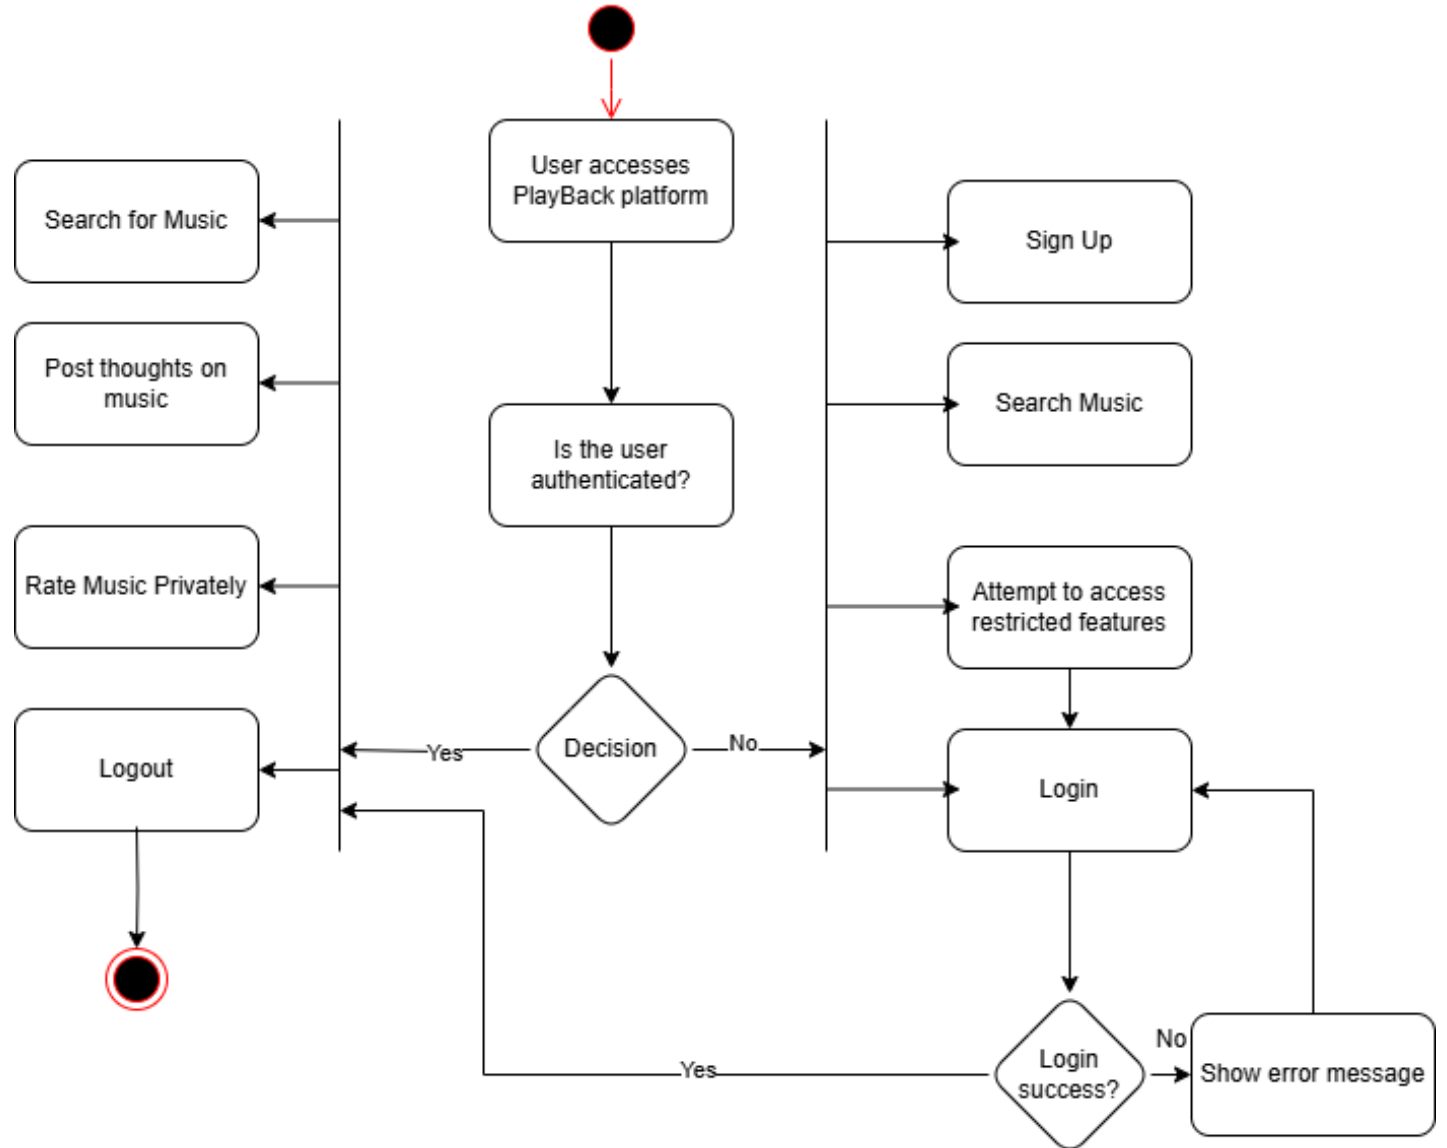 User accesses
PlayBack platform
Search for Music
Sign Up
Post thoughts on
music
Search Music
Is the user
authenticated?
Rate Music Privately
Attempt to access
restricted features
Logout
Yes
Decision
No
Login
Yes
Login
success?
No
Show error message